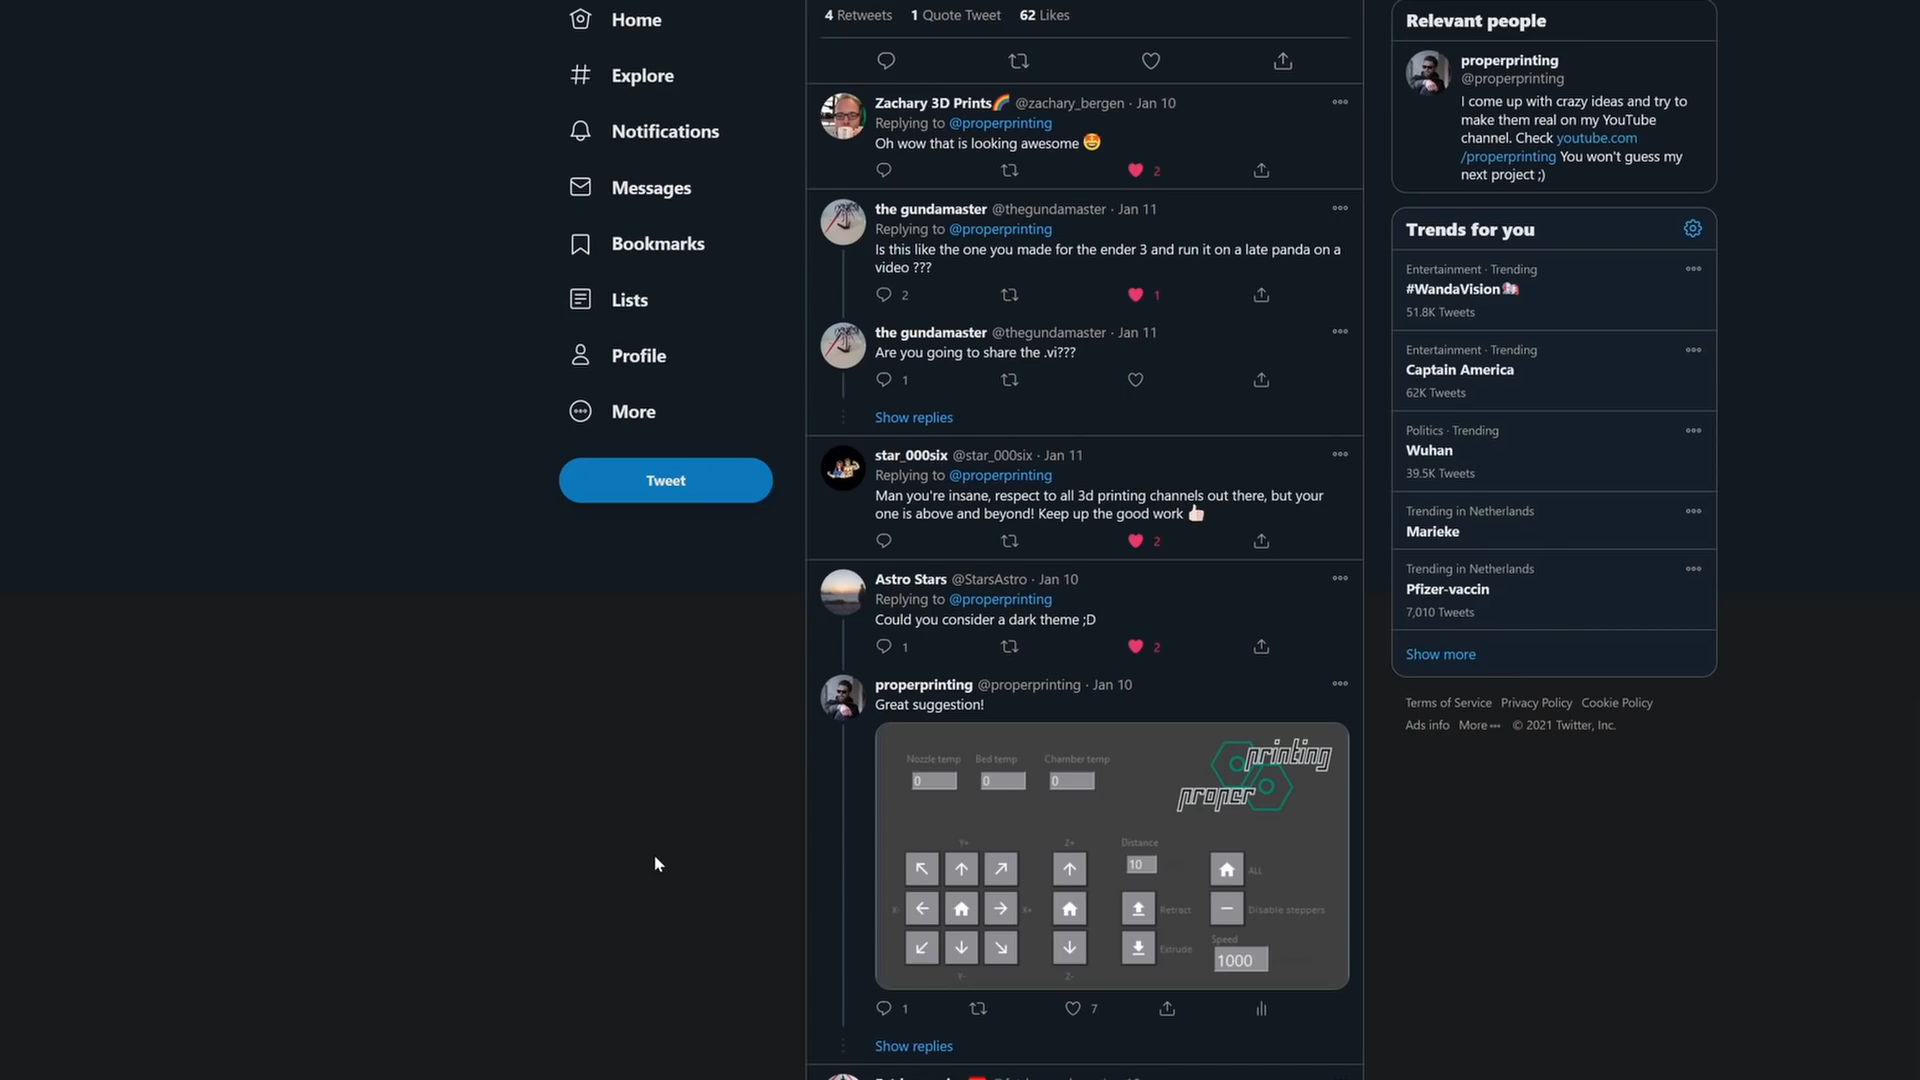 Home
Explore
Notifications
Messages
Bookmarks
Lists
Profile
More
Tweet
4 Retweets 1 Quote Tweet 62 Likes
Zachary 3D Prints🌈 @zachary_bergen · Jan 10
Replying to @properprinting
Oh wow that is looking awesome 🤩
2
the gundamaster @thegundamaster · Jan 11
Replying to @properprinting
Is this like the one you made for the ender 3 and run it on a late panda on a
video ???
2 1
the gundamaster @thegundamaster · Jan 11
Are you going to share the .vi???
1
Show replies
star_000six @star_000six · Jan 11
Replying to @properprinting
Man you're insane, respect to all 3d printing channels out there, but your
one is above and beyond! Keep up the good work 👍🏻
2
Astro Stars @StarsAstro · Jan 10
Replying to @properprinting
Could you consider a dark theme ;D
1 2
properprinting @properprinting · Jan 10
Great suggestion!
Nozzle temp Bed temp Chamber temp
0 0 0
printing
proper
Y+ Z+ Distance
10
ALL
X- X+ Retract Disable steppers
Extrude Speed
1000
Y- Z-
1 7
Show replies
Relevant people
properprinting
@properprinting
I come up with crazy ideas and try to
make them real on my YouTube
channel. Check youtube.com
/properprinting You won't guess my
next project ;)
Trends for you
Entertainment · Trending
#WandaVision
51.8K Tweets
Entertainment · Trending
Captain America
62K Tweets
Politics · Trending
Wuhan
39.5K Tweets
Trending in Netherlands
Marieke
Trending in Netherlands
Pfizer-vaccin
7,010 Tweets
Show more
Terms of Service Privacy Policy Cookie Policy
Ads info More ··· © 2021 Twitter, Inc.